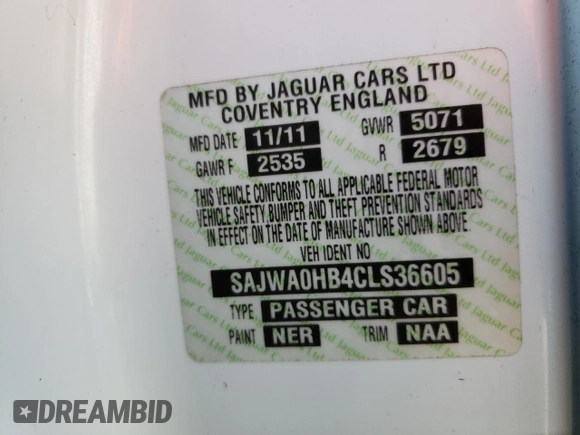 MFD BY JAGUAR CARS LTD
COVENTRY ENGLAND
MFD DATE 11/11 GVWR 5071
GAWR F 2535 R 2679
THIS VEHICLE CONFORMS TO ALL APPLICABLE FEDERAL MOTOR
VEHICLE SAFETY BUMPER AND THEFT PREVENTION STANDARDS
IN EFFECT ON THE DATE OF MANUFACTURE SHOWN ABOVE.
VEH IDENT NO
SAJWA0HB4CLS36605
TYPE PASSENGER CAR
PAINT NER TRIM NAA
DREAMBID